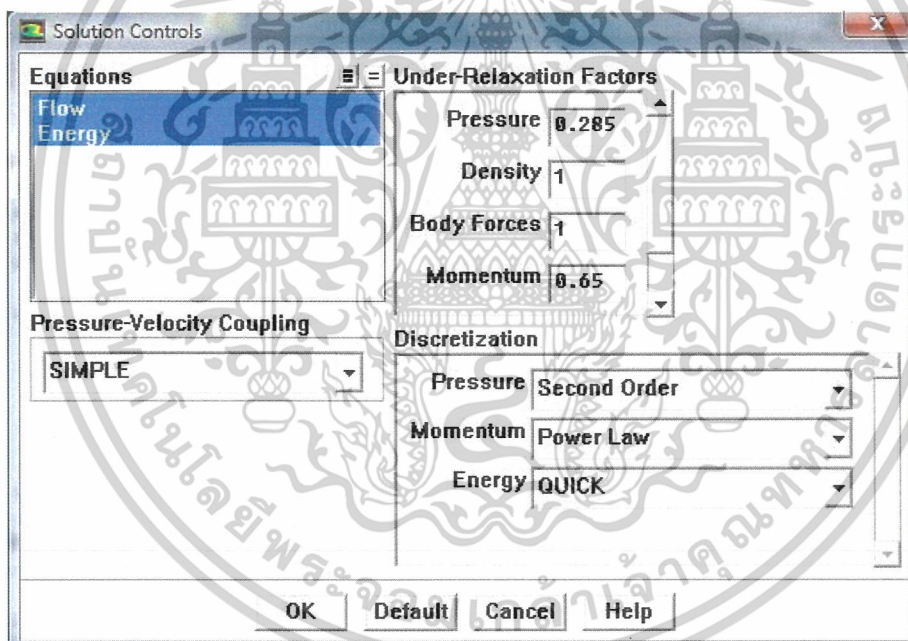 Solution Controls
Equations
Flow
Energy
Pressure-Velocity Coupling
SIMPLE
Under-Relaxation Factors
Pressure 0.285
Density 1
Body Forces 1
Momentum 0.65
Discretization
Pressure Second Order
Momentum Power Law
Energy QUICK
OK Default Cancel Help